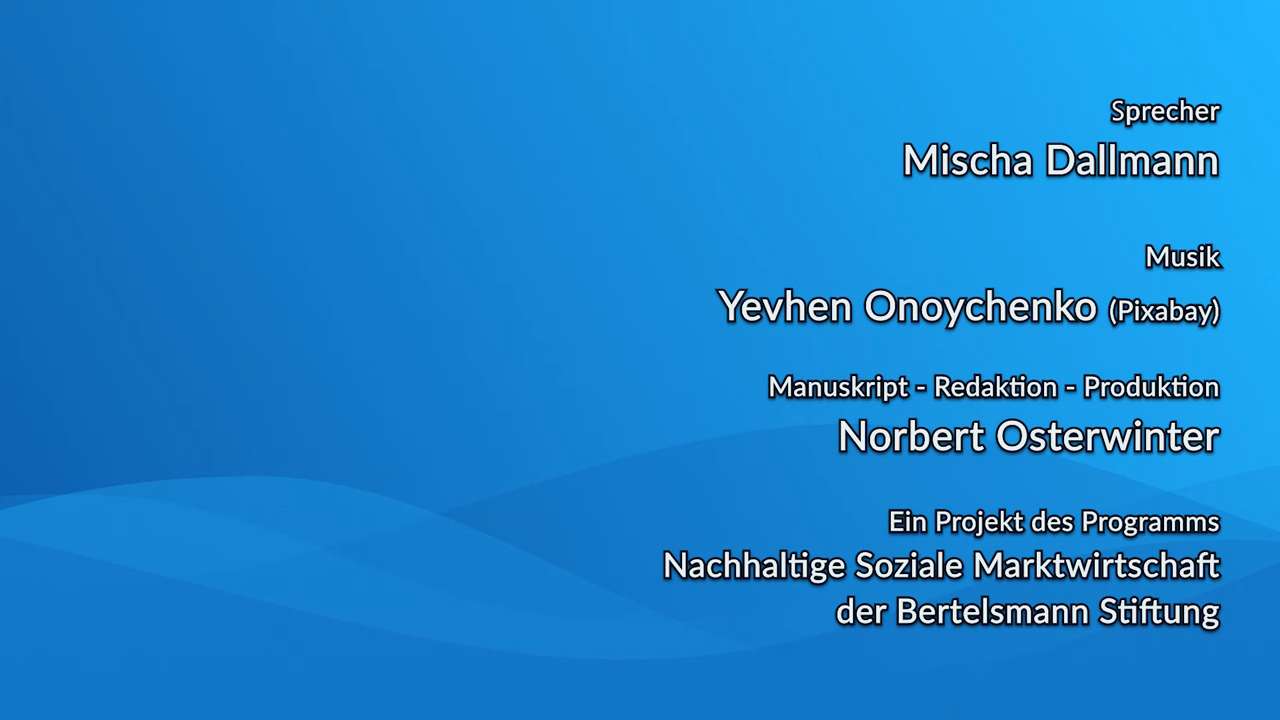 Sprecher
Mischa Dallmann
Musik
Yevhen Onoychenko (Pixabay)
Manuskript - Redaktion - Produktion
Norbert Osterwinter
Ein Projekt des Programms
Nachhaltige Soziale Marktwirtschaft
der Bertelsmann Stiftung